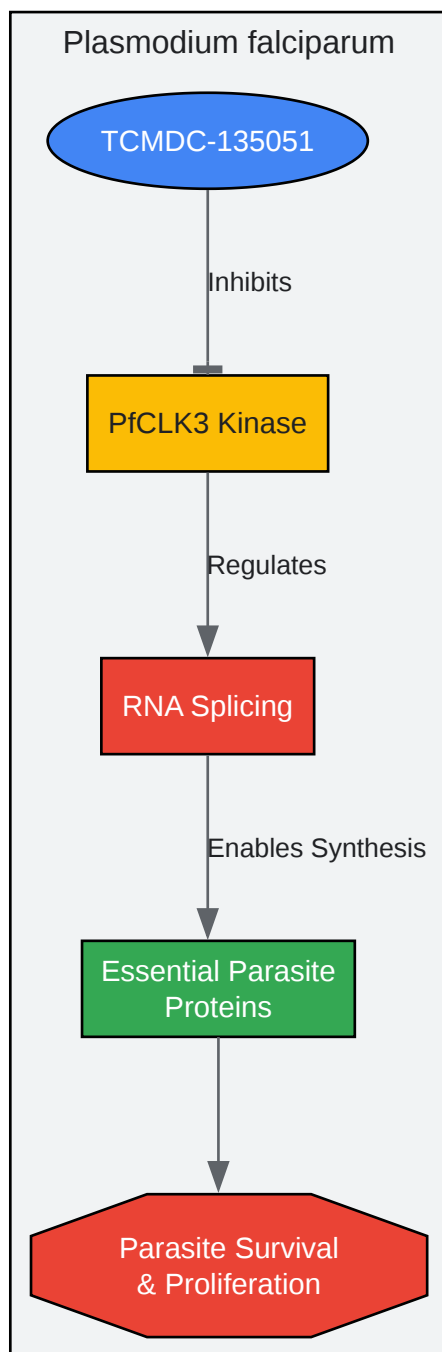 Plasmodium falciparum
TCMDC-135051
Inhibits
PfCLK3 Kinase
Regulates
RNA Splicing
Enables Synthesis
Essential Parasite
Proteins
Parasite Survival
& Proliferation